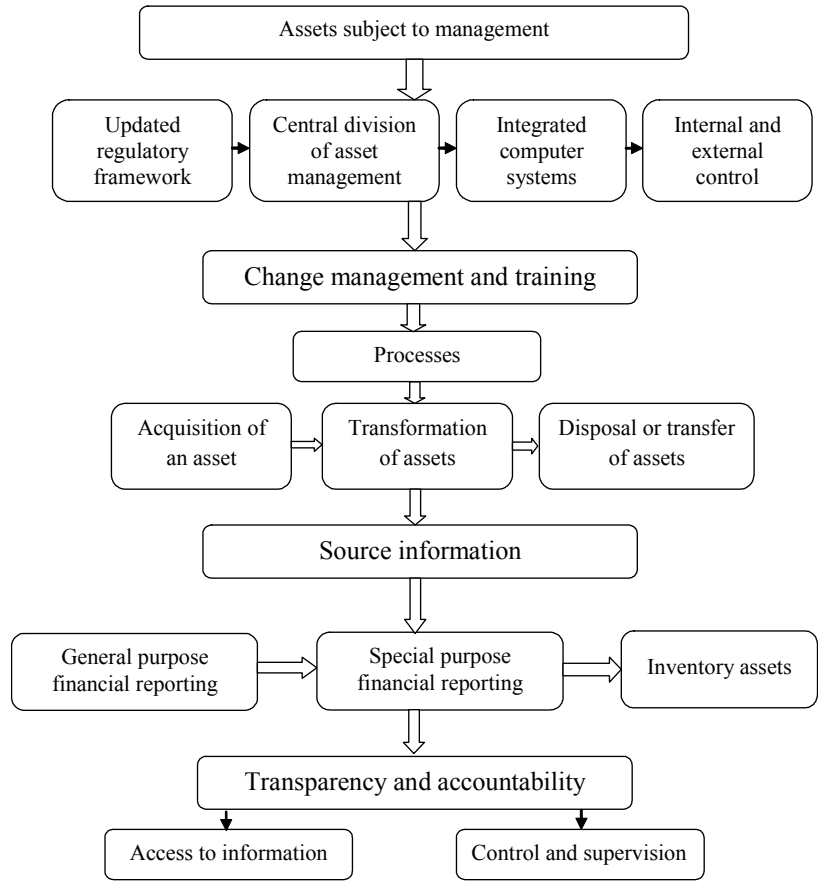 Assets subject to management
Updated
regulatory
framework
Central division
of asset
management
Integrated
computer
systems
Internal and
external
control
Change management and training
Processes
Acquisition of
an asset
Transformation
of assets
Disposal or transfer
of assets
Source information
General purpose
financial reporting
Special purpose
financial reporting
Inventory assets
Transparency and accountability
Access to information
Control and supervision